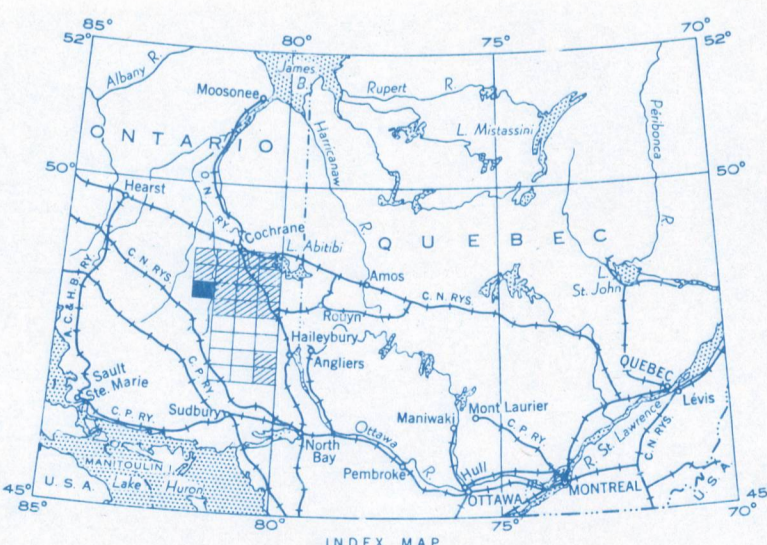 85°
80°
75°
70°
52°
52°
Albany R.
James
B.
Moosonee
Rupert R.
L. Mistassini
Péribonca
R.
Harricanaw
R.
ONTARIO
50°
50°
Hearst
O.N. RY.
Cochrane
L. Abitibi
QUEBEC
C.N. RYS.
Amos
C.N. RYS.
L.
St. John
A.C.& H.B. RY.
Rouyn
Haileybury
Angliers
C.P. RY.
QUEBEC
Lévis
Sault
Ste. Marie
C.P. RY.
Sudbury
Maniwaki
Mont Laurier
C.P. RY
R. St. Lawrence
C.N. RYS.
North
Bay
Ottawa
R.
Pembroke
Hull
OTTAWA
MONTREAL
MANITOULIN I.
Lake Huron
U.S.A.
U.S.A.
45°
45°
85°
80°
75°
70°
INDEX MAP